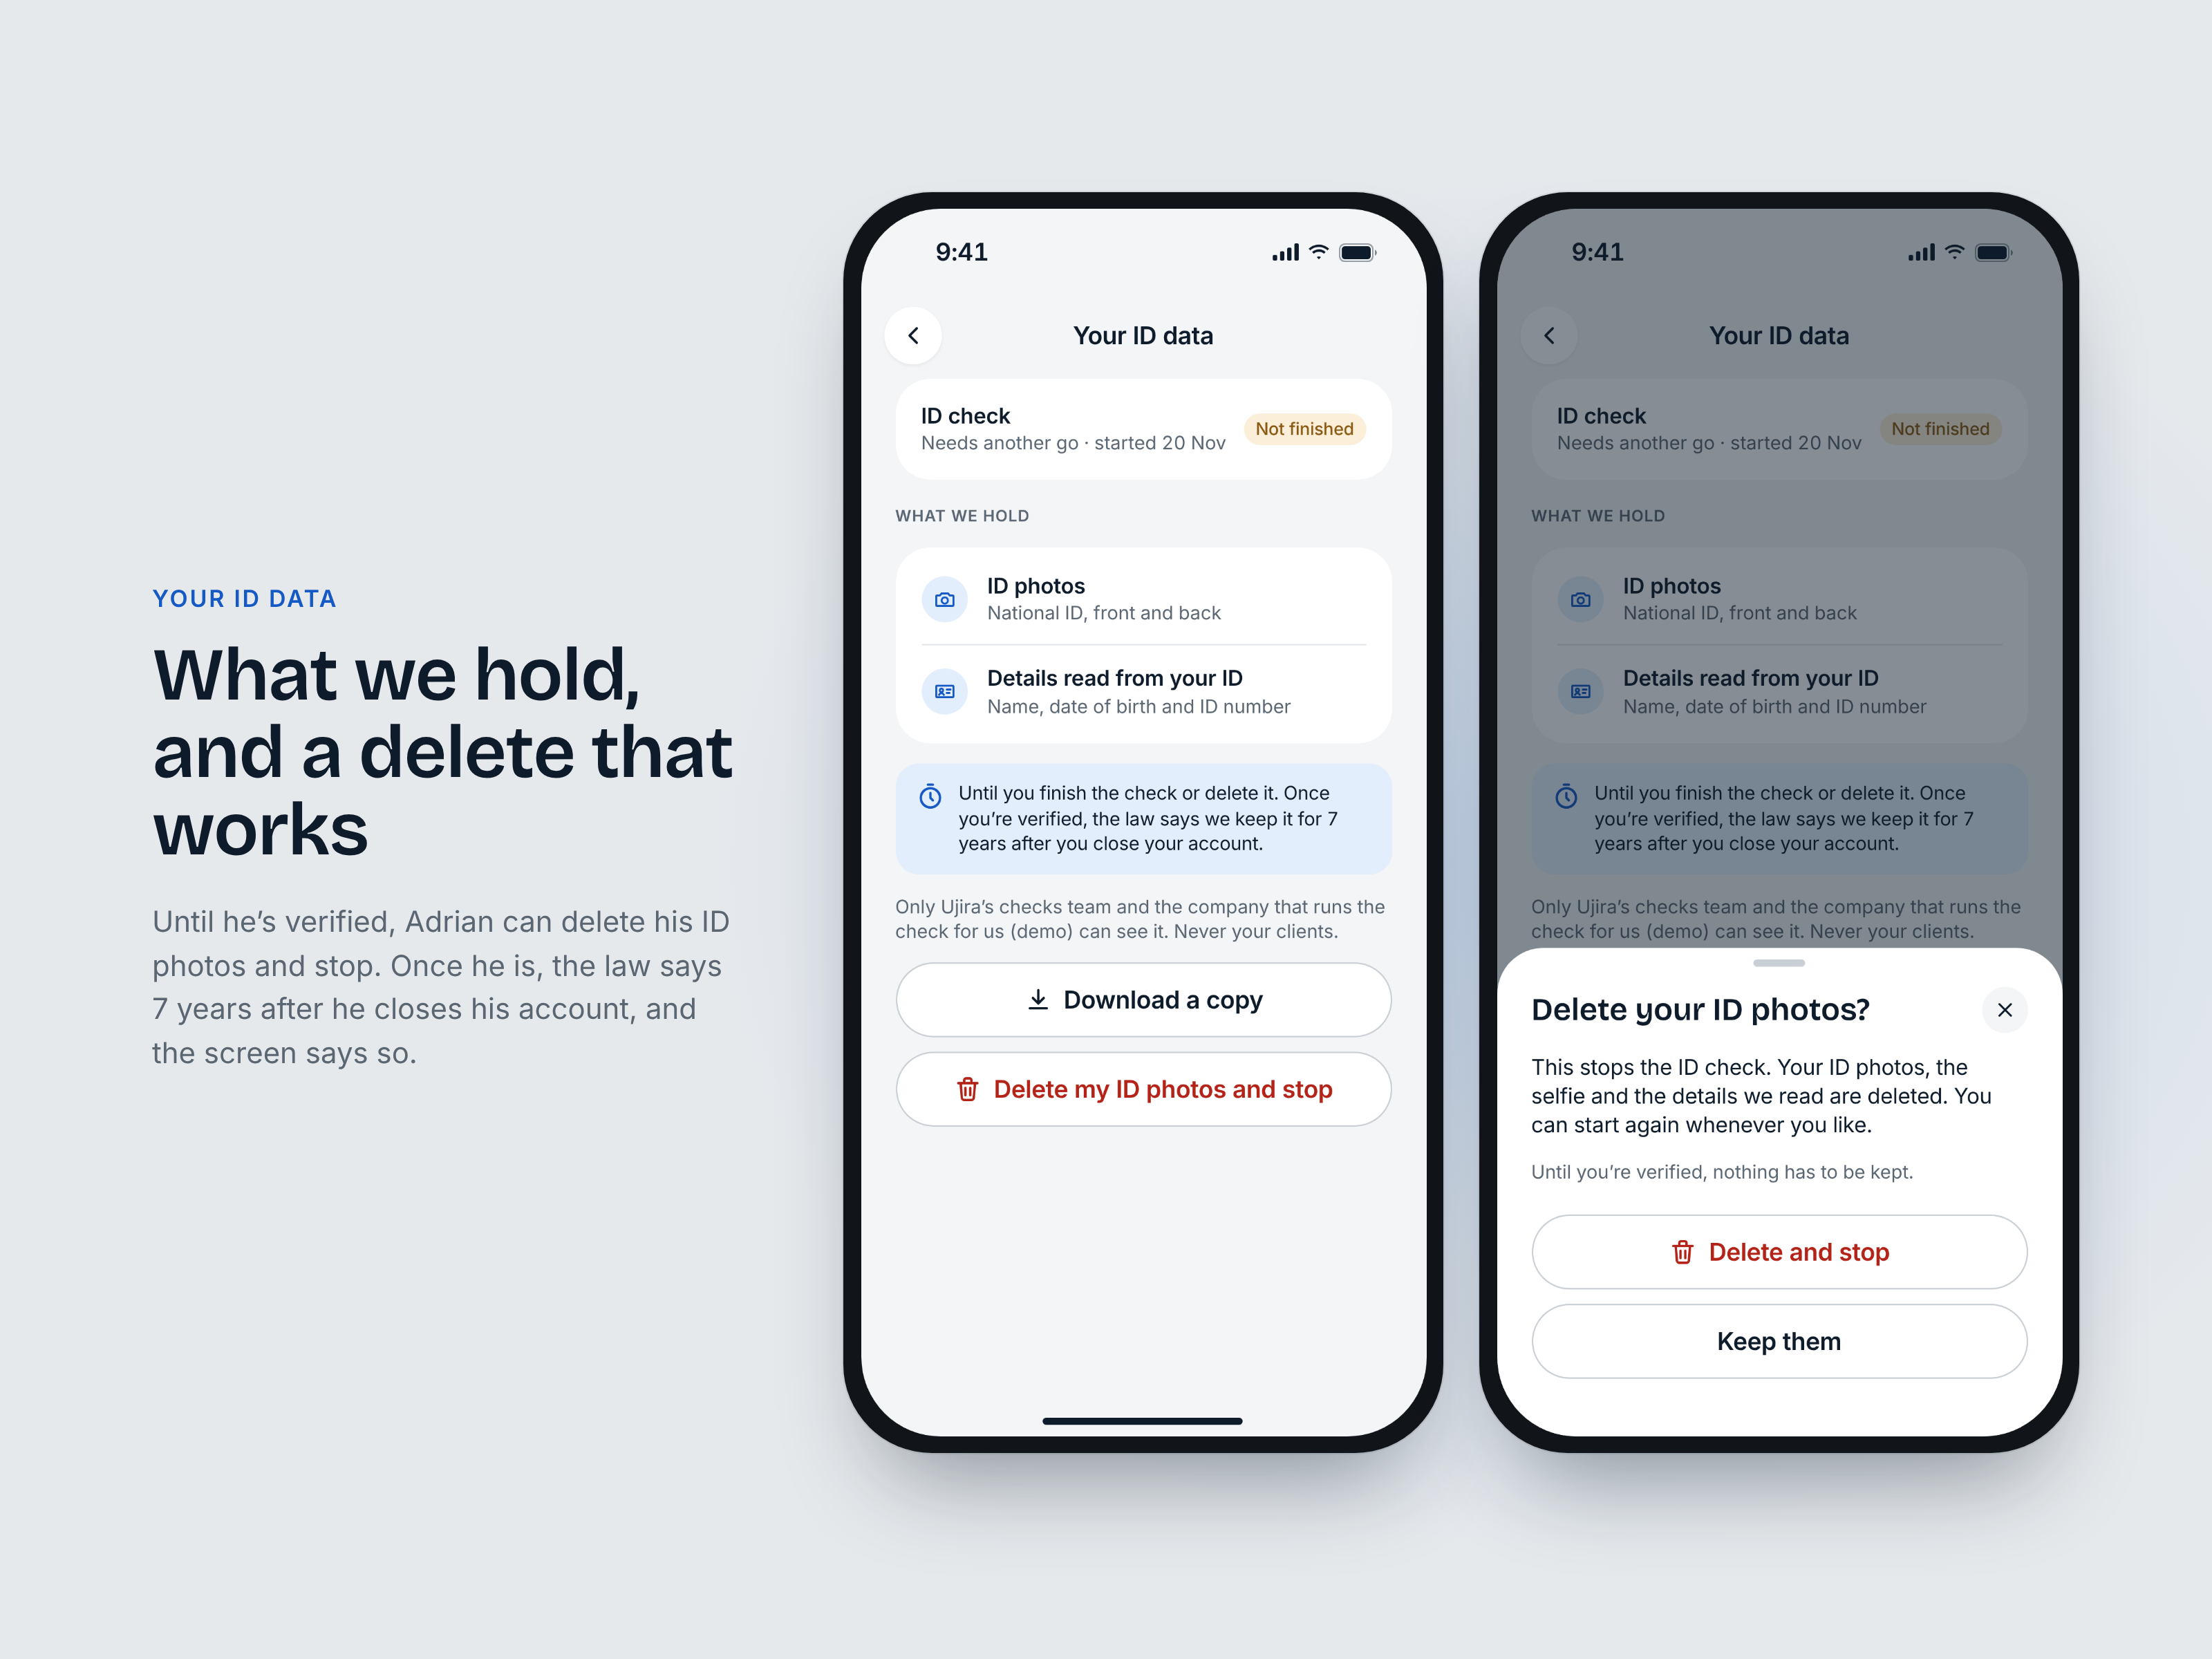 YOUR ID DATA
What we hold,
and a delete that
works
Until he’s verified, Adrian can delete his ID
photos and stop. Once he is, the law says
7 years after he closes his account, and
the screen says so.
9:41
Your ID data
ID check
Needs another go · started 20 Nov
Not finished
WHAT WE HOLD
ID photos
National ID, front and back
Details read from your ID
Name, date of birth and ID number
Until you finish the check or delete it. Once
you’re verified, the law says we keep it for 7
years after you close your account.
Only Ujira’s checks team and the company that runs the
check for us (demo) can see it. Never your clients.
Download a copy
Delete my ID photos and stop
9:41
Your ID data
ID check
Needs another go · started 20 Nov
Not finished
WHAT WE HOLD
ID photos
National ID, front and back
Details read from your ID
Name, date of birth and ID number
Until you finish the check or delete it. Once
you’re verified, the law says we keep it for 7
years after you close your account.
Only Ujira’s checks team and the company that runs the
check for us (demo) can see it. Never your clients.
Delete your ID photos?
This stops the ID check. Your ID photos, the
selfie and the details we read are deleted. You
can start again whenever you like.
Until you’re verified, nothing has to be kept.
Delete and stop
Keep them